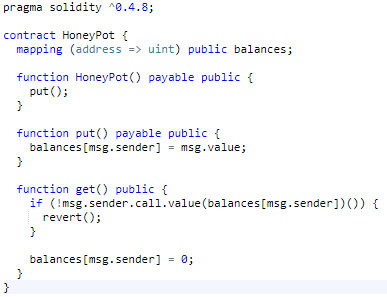 pragma solidity ^0.4.8;

contract HoneyPot {
  mapping (address => uint) public balances;

  function HoneyPot() payable public {
    put();
  }

  function put() payable public {
    balances[msg.sender] = msg.value;
  }

  function get() public {
    if (!msg.sender.call.value(balances[msg.sender])()) {
      revert();
    }

    balances[msg.sender] = 0;
  }
}